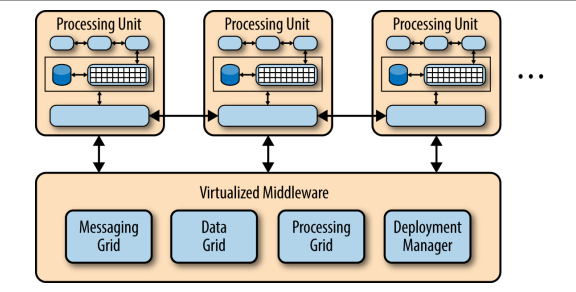 Processing Unit
Processing Unit
Processing Unit
...
Virtualized Middleware
Messaging
Grid
Data
Grid
Processing
Grid
Deployment
Manager